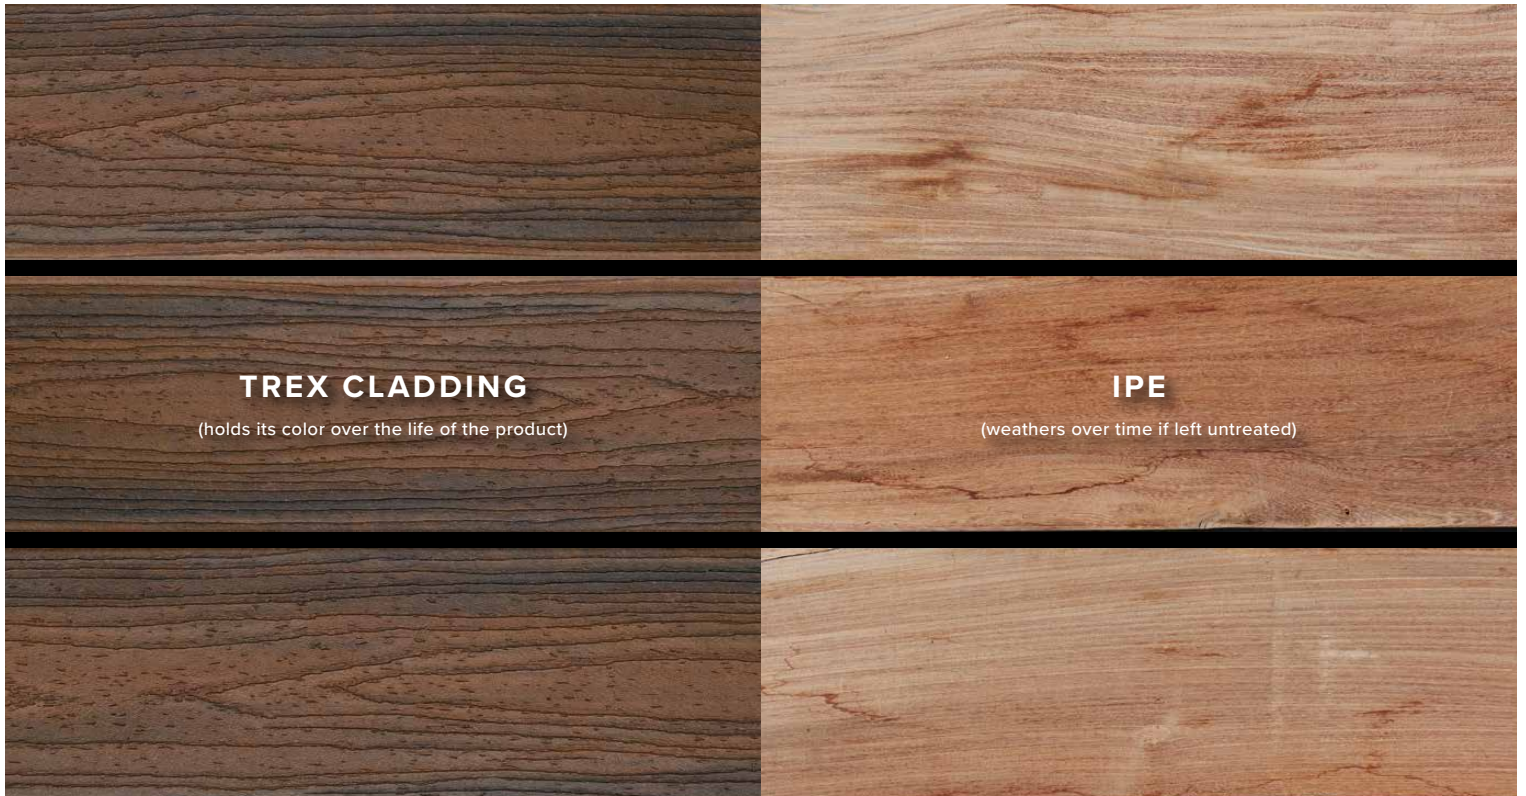 TREX CLADDING
(holds its color over the life of the product)
IPE
(weathers over time if left untreated)